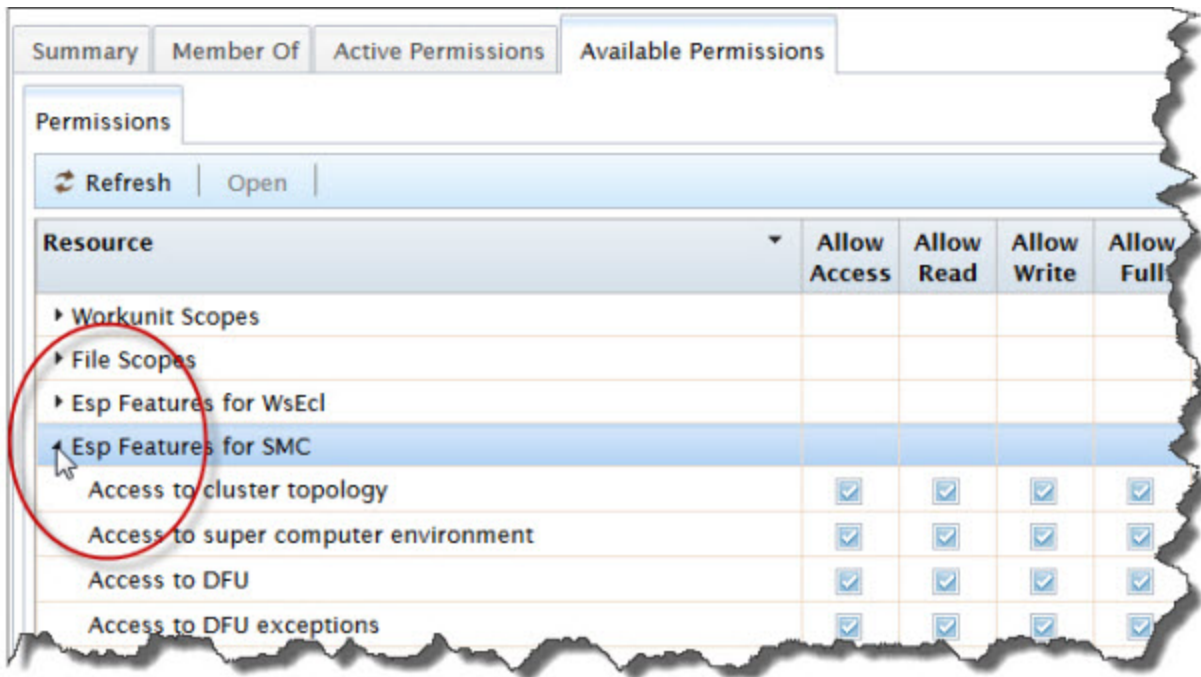 Summary Member Of Active Permissions Available Permissions
Permissions
Refresh Open
Resource Allow Access Allow Read Allow Write Allow Full
Workunit Scopes
File Scopes
Esp Features for WsEcl
Esp Features for SMC
Access to cluster topology
Access to super computer environment
Access to DFU
Access to DFU exceptions